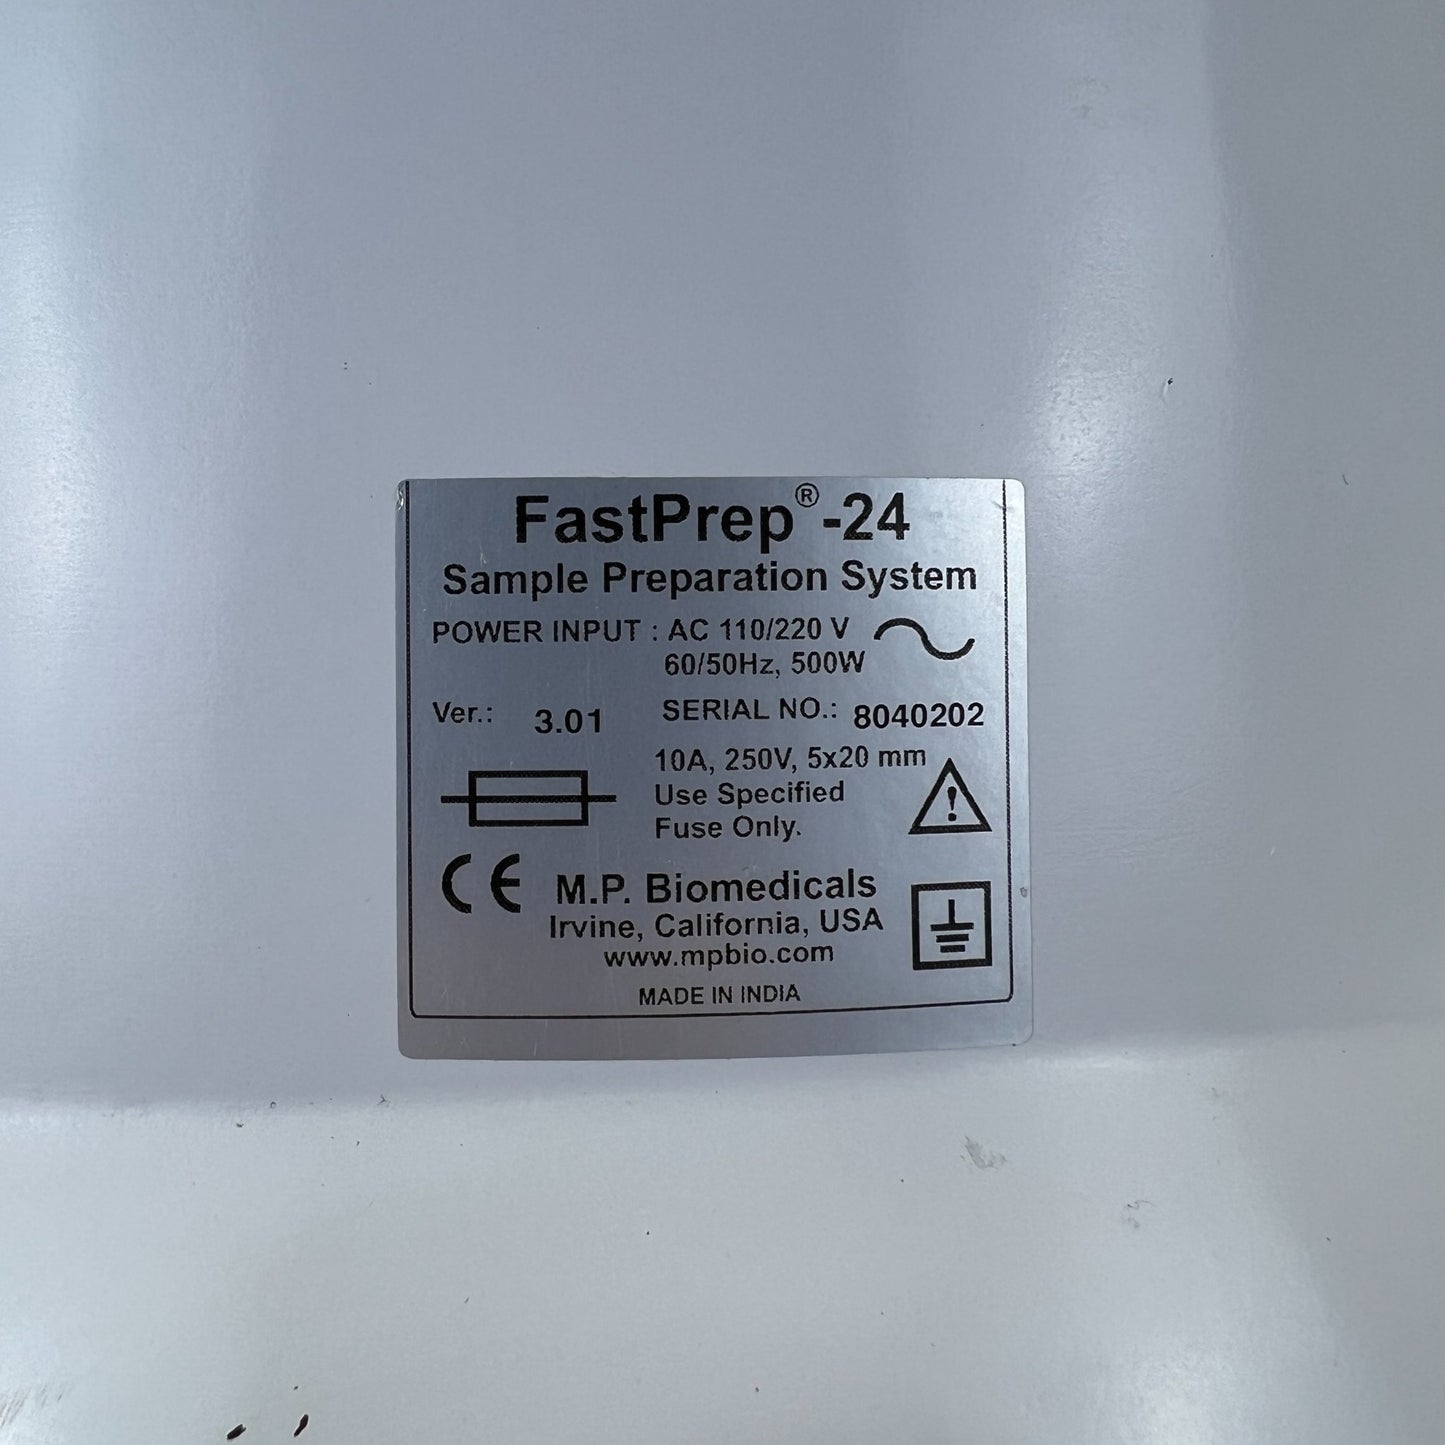 FastPrep®-24
Sample Preparation System
POWER INPUT : AC 110/220 V
60/50Hz, 500W
Ver.: 3.01 SERIAL NO.: 8040202
10A, 250V, 5x20 mm
Use Specified
Fuse Only.
CE M.P. Biomedicals
Irvine, California, USA
www.mpbio.com
MADE IN INDIA